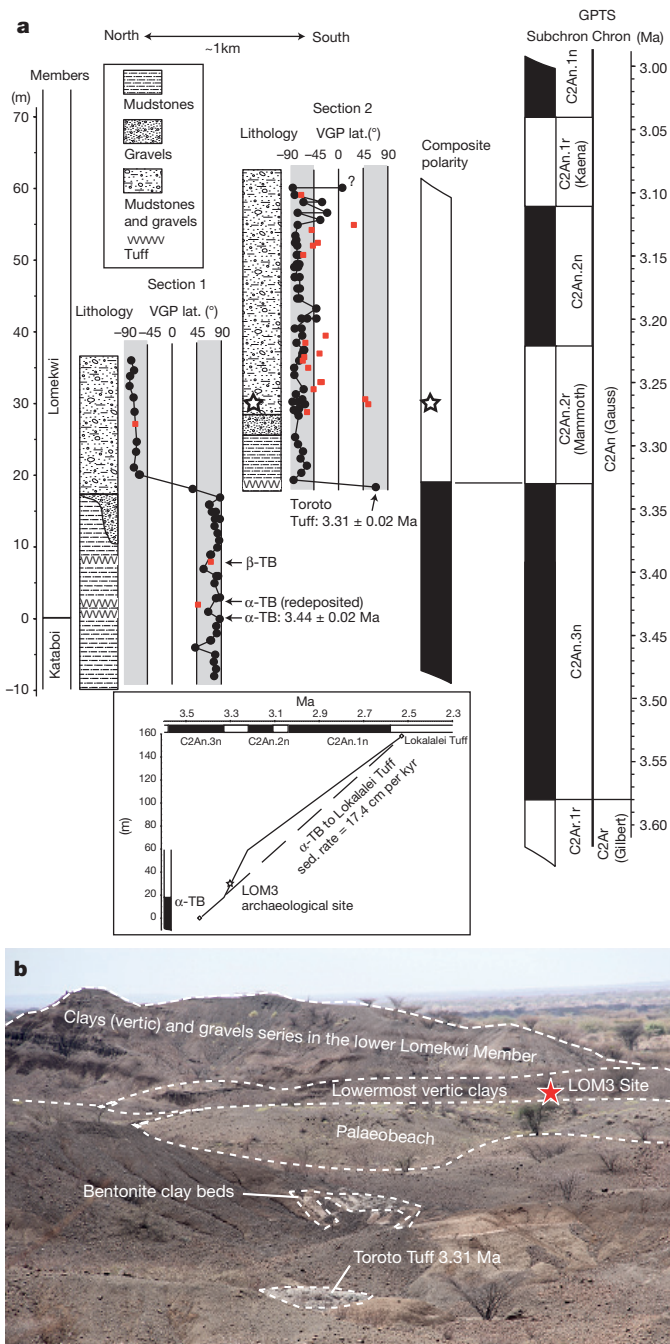 a
North
South
~1km
GPTS
Subchron Chron (Ma)
Members
(m)
70
60
50
40
30
20
10
0
−10
Lomekwi
Kataboi
Mudstones
Gravels
Mudstones
and gravels
Tuff
Section 1
Lithology
VGP lat. (°)
−90 −45 0 45 90
Section 2
Lithology
VGP lat.(°)
−90 −45 0 45 90
?
Composite
polarity
Toroto
Tuff: 3.31 ± 0.02 Ma
β-TB
α-TB (redeposited)
α-TB: 3.44 ± 0.02 Ma
C2An.1n
C2An.1r
(Kaena)
C2An.2n
C2An.2r
(Mammoth)
C2An.3n
C2Ar.1r
C2An (Gauss)
C2Ar
(Gilbert)
3.00
3.05
3.10
3.15
3.20
3.25
3.30
3.35
3.40
3.45
3.50
3.55
3.60
Ma
3.5 3.3 3.1 2.9 2.7 2.5 2.3
C2An.3n C2An.2n C2An.1n Lokalalei Tuff
160
140
120
100
80
60
40
20
0
(m)
α-TB to Lokalalei Tuff
sed. rate = 17.4 cm per kyr
LOM3
archaeological site
α-TB
b
Clays (vertic) and gravels series in the lower Lomekwi Member
Lowermost vertic clays
LOM3 Site
Palaeobeach
Bentonite clay beds
Toroto Tuff 3.31 Ma